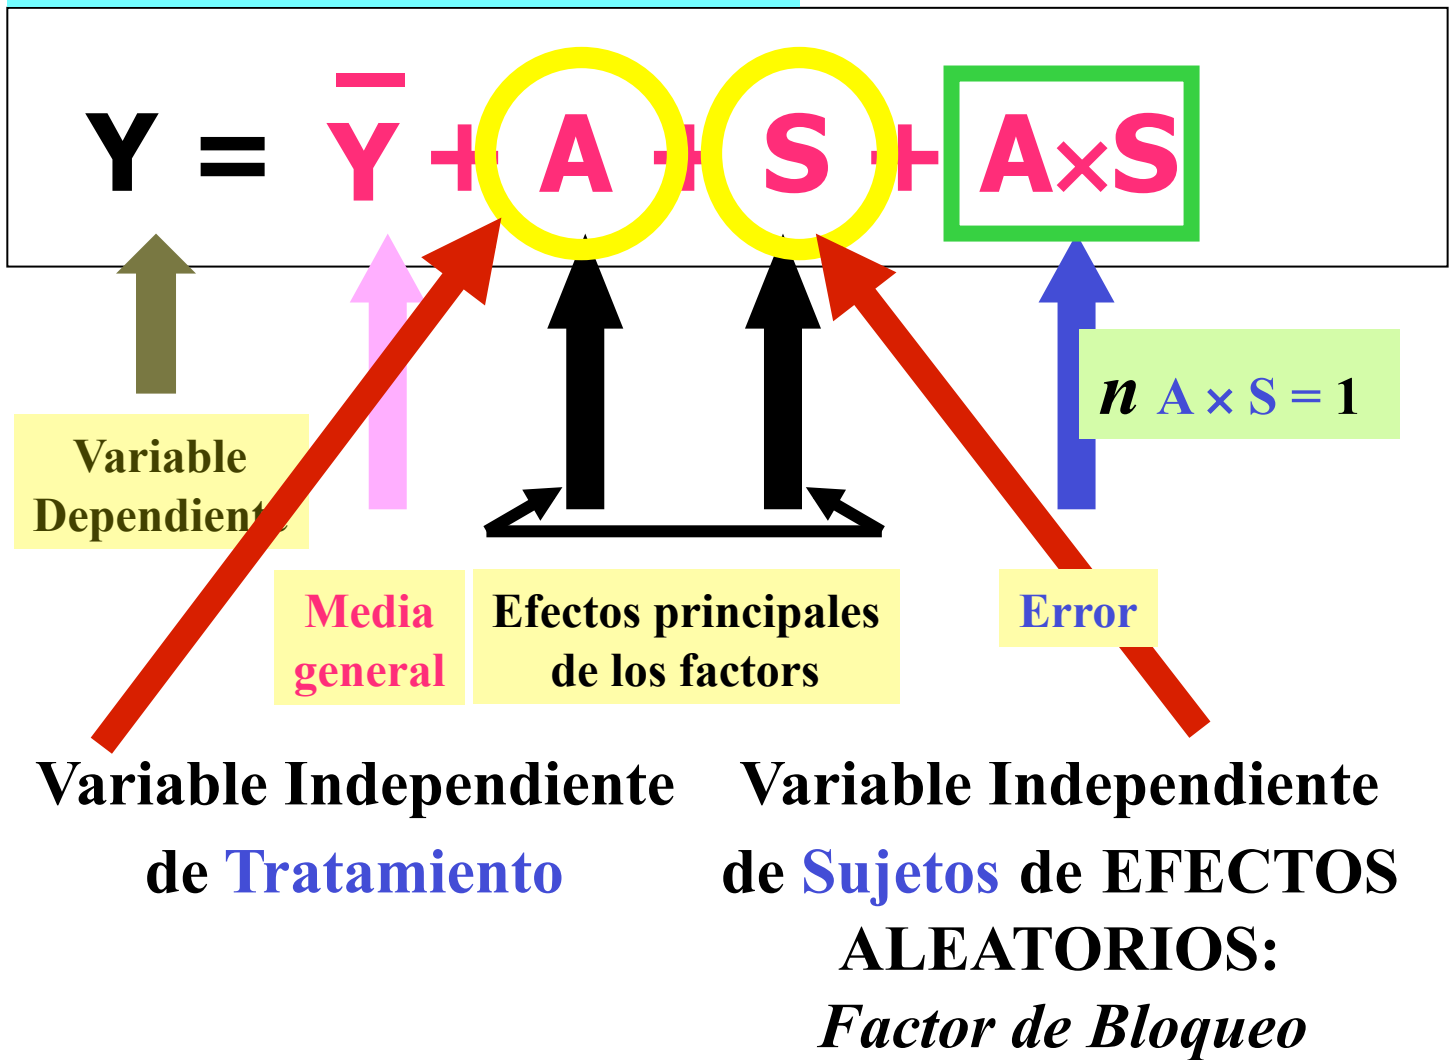 Y = Y̅ + A + S + A×S
n A × S = 1
Variable
Dependiente
Media
general
Efectos principales
de los factors
Error
Variable Independiente
de Tratamiento
Variable Independiente
de Sujetos de EFECTOS
ALEATORIOS:
Factor de Bloqueo